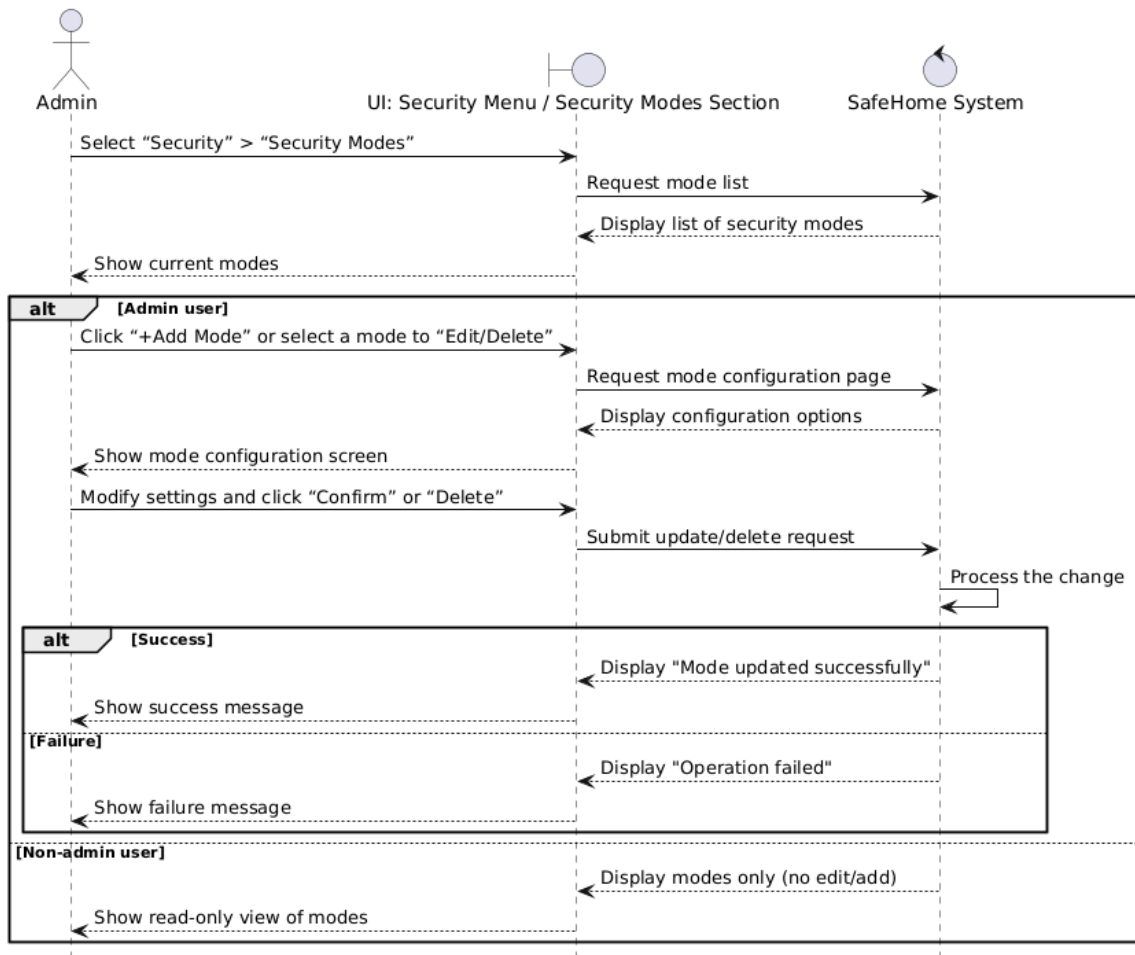 Admin
UI: Security Menu / Security Modes Section
SafeHome System
Select “Security” > “Security Modes”
Request mode list
Display list of security modes
Show current modes
alt [Admin user]
Click “+Add Mode” or select a mode to “Edit/Delete”
Request mode configuration page
Display configuration options
Show mode configuration screen
Modify settings and click “Confirm” or “Delete”
Submit update/delete request
Process the change
alt [Success]
Display "Mode updated successfully"
Show success message
[Failure]
Display "Operation failed"
Show failure message
[Non-admin user]
Display modes only (no edit/add)
Show read-only view of modes